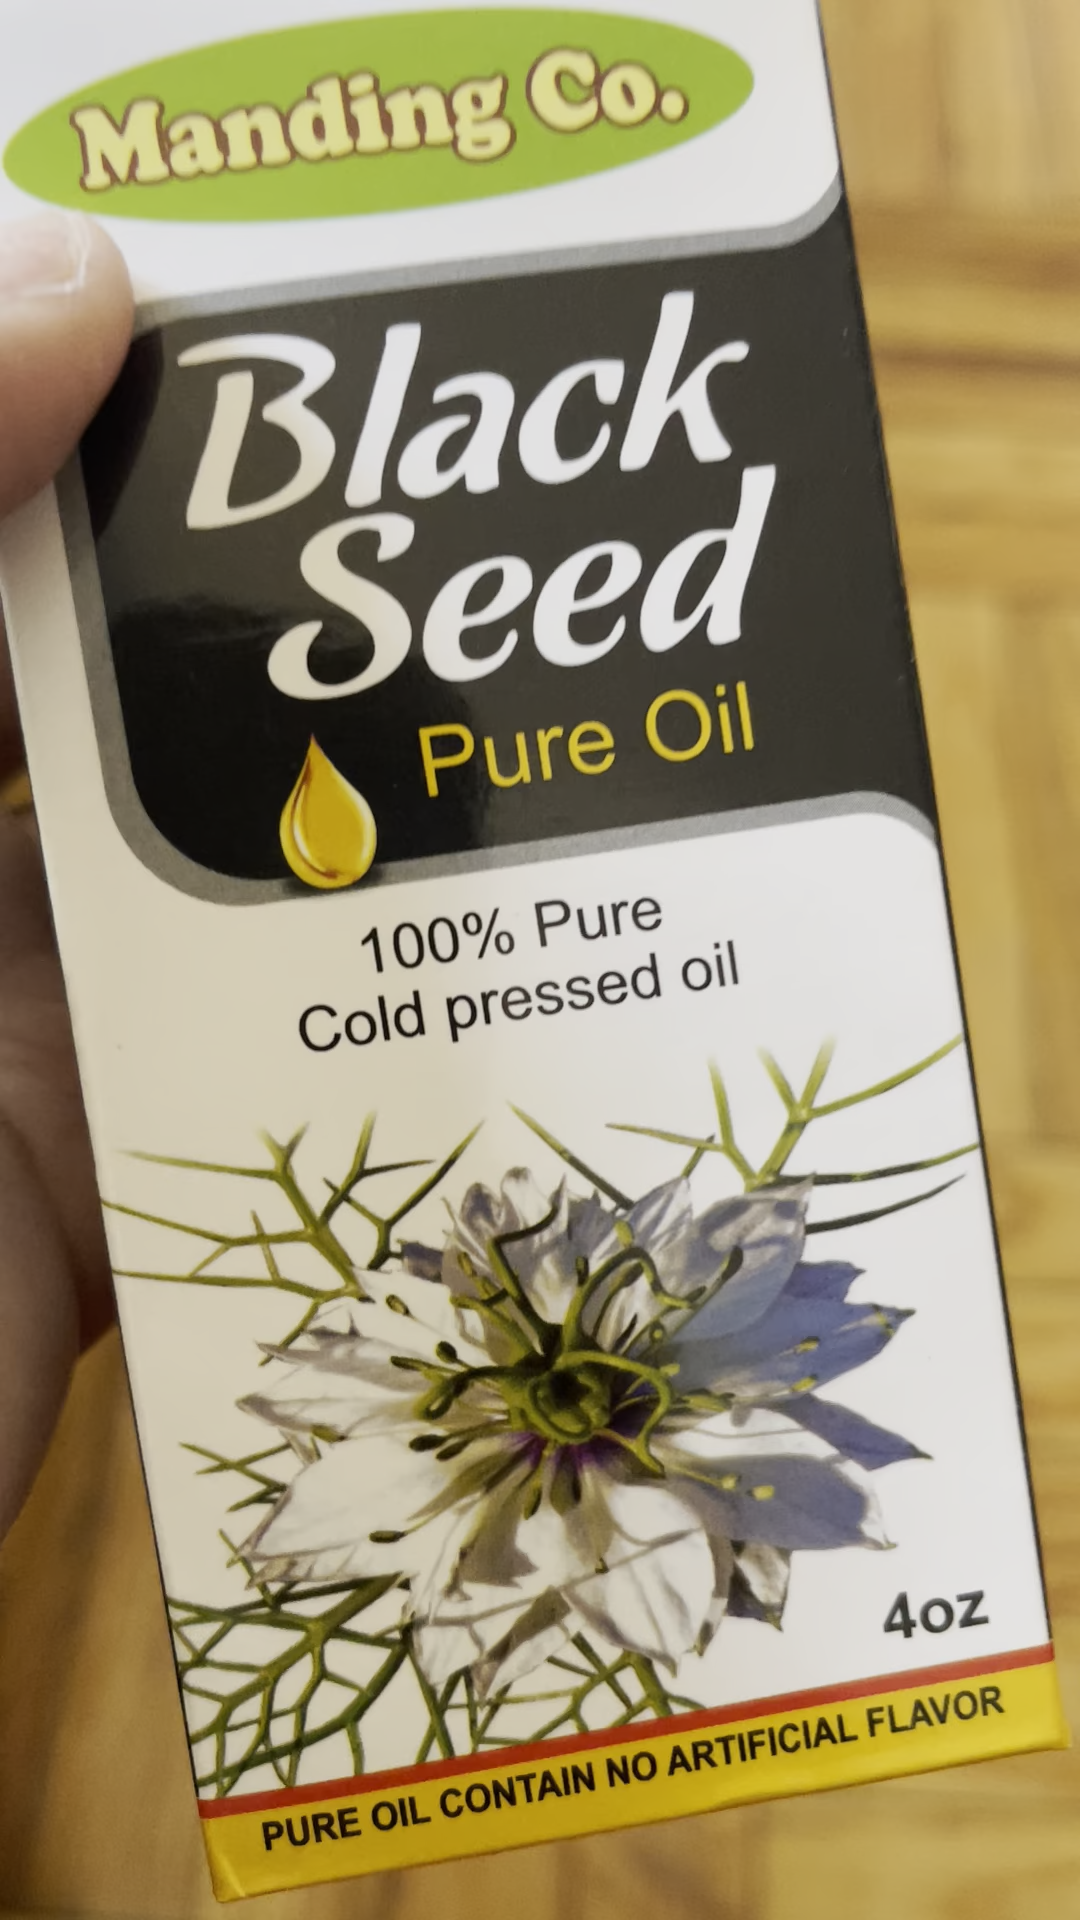 Manding Co.
Black
Seed
Pure Oil
100% Pure
Cold pressed oil
4oz
PURE OIL CONTAIN NO ARTIFICIAL FLAVOR